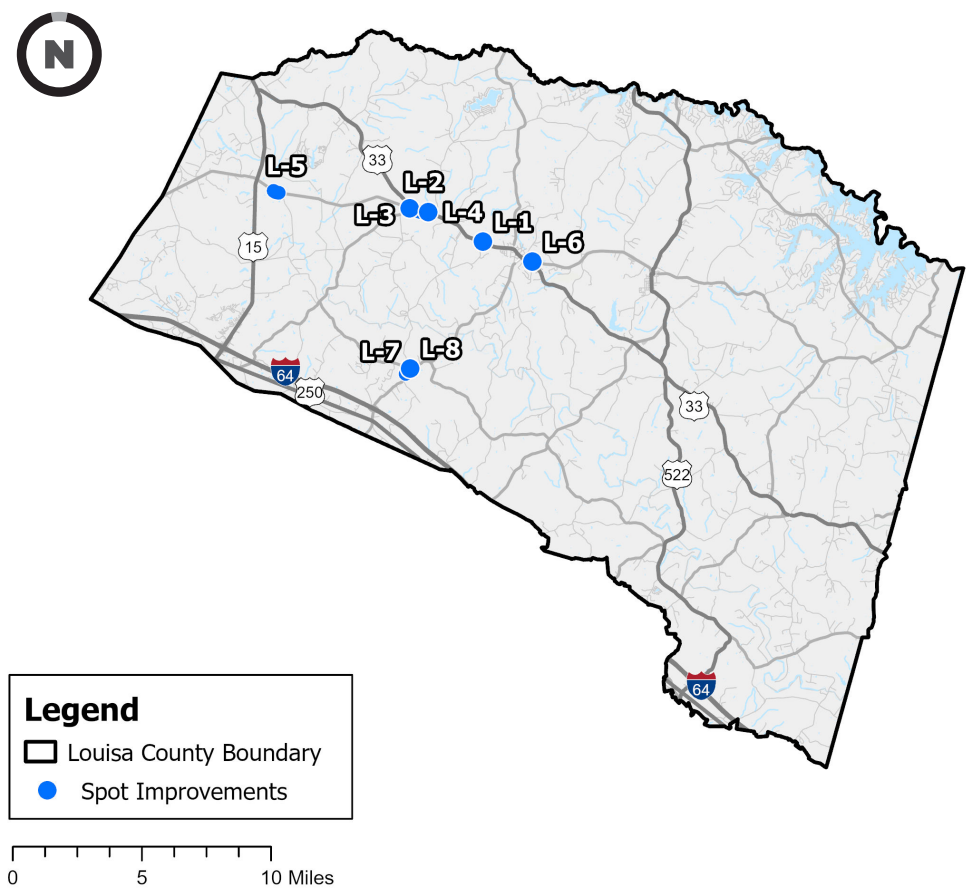 N
33
L-5
L-2
L-3
L-4
L-1
L-6
15
L-7
L-8
64
250
33
522
64
Legend
Louisa County Boundary
Spot Improvements
0 5 10 Miles